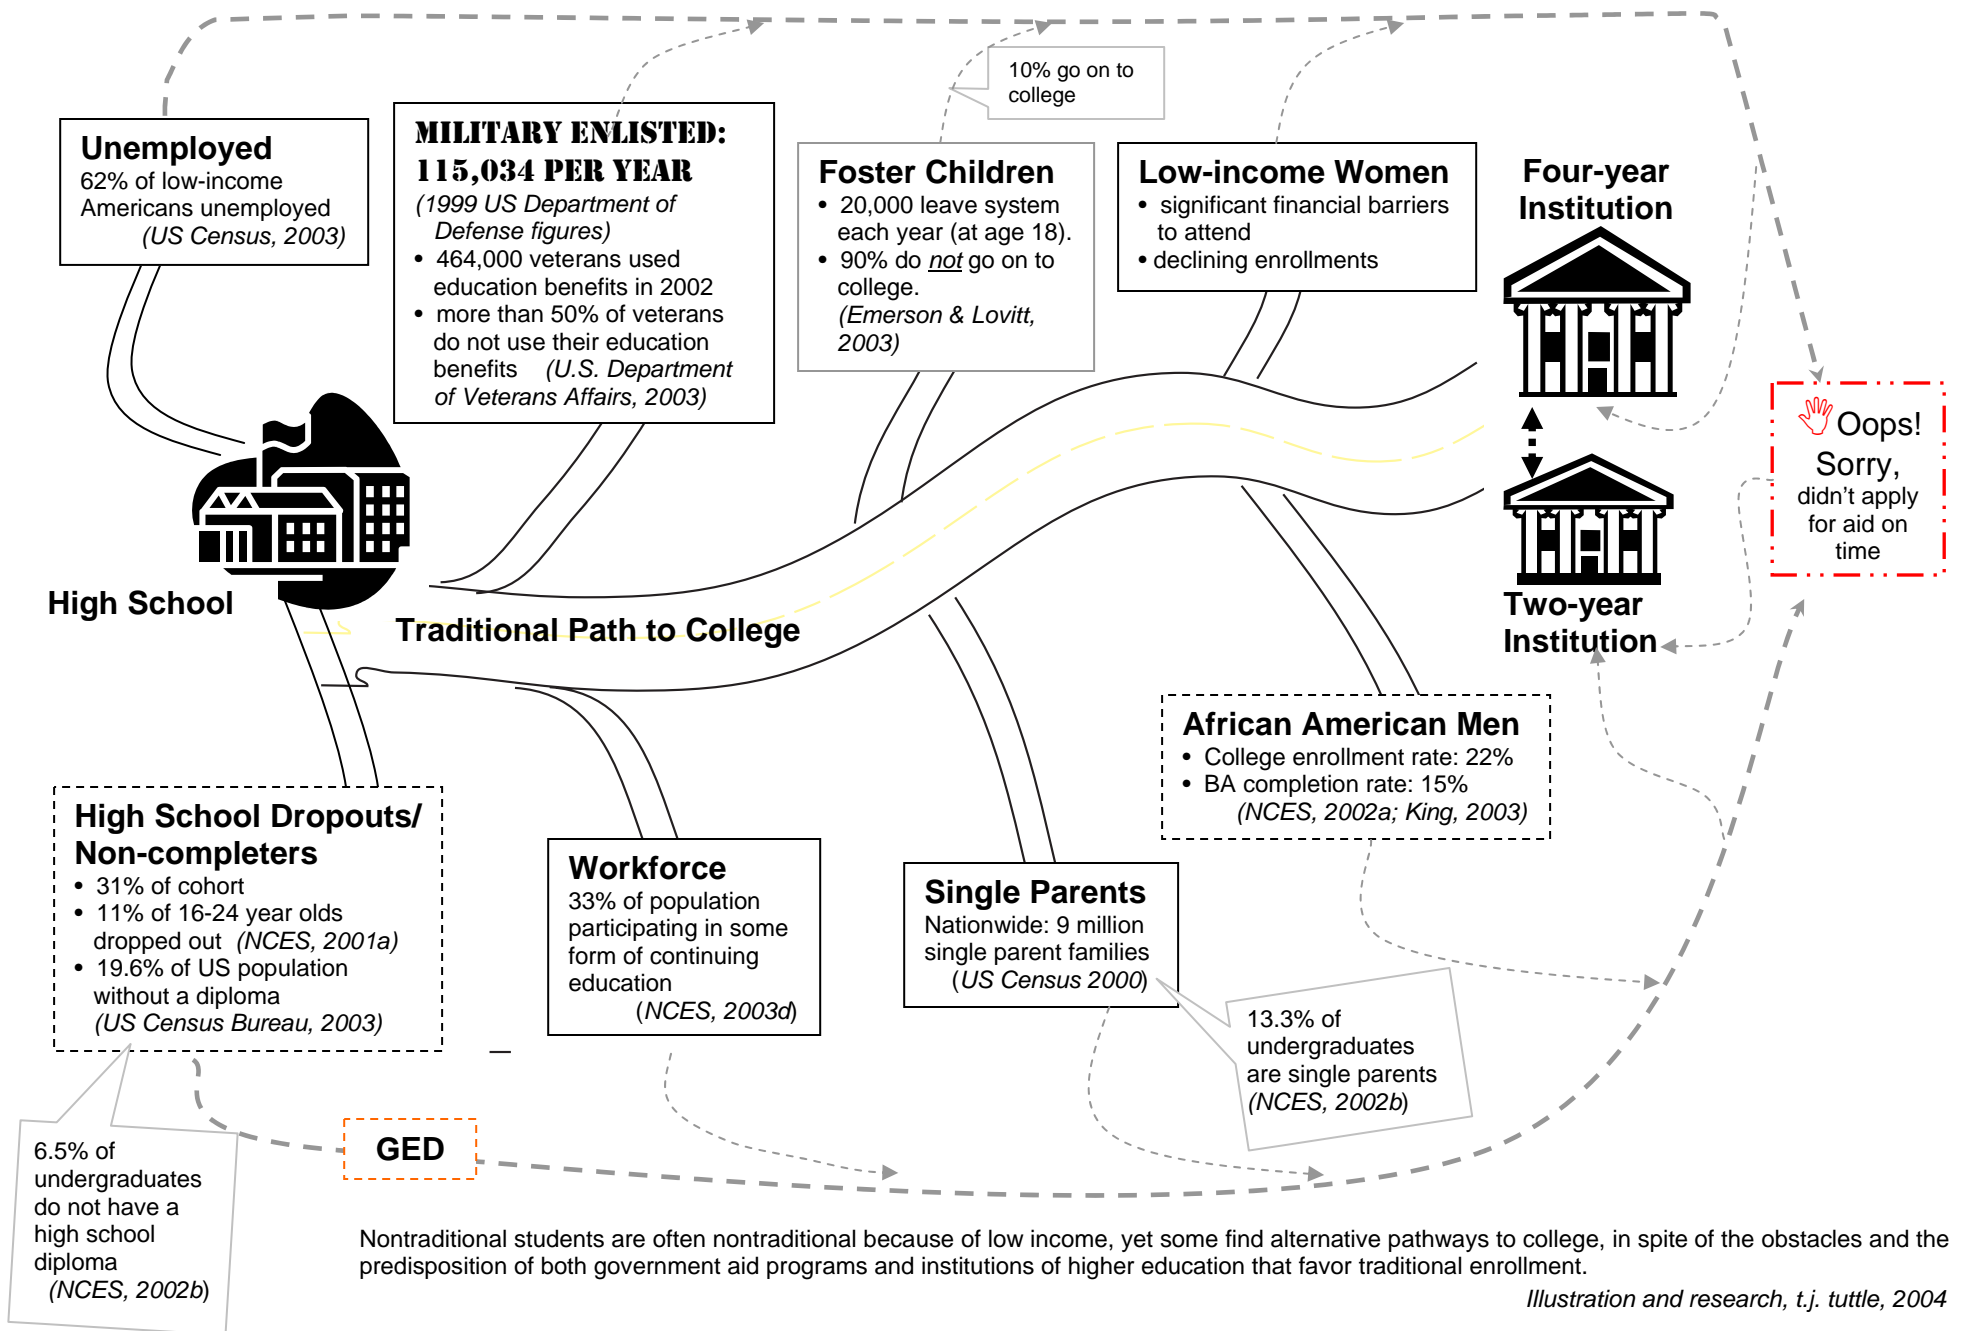 10% go on to
college
Unemployed
62% of low-income
Americans unemployed
(US Census, 2003)
MILITARY ENLISTED:
115,034 PER YEAR
(1999 US Department of
Defense figures)
• 464,000 veterans used
education benefits in 2002
• more than 50% of veterans
do not use their education
benefits (U.S. Department
of Veterans Affairs, 2003)
Foster Children
• 20,000 leave system
each year (at age 18).
• 90% do not go on to
college.
(Emerson & Lovitt,
2003)
Low-income Women
• significant financial barriers
to attend
• declining enrollments
Four-year
Institution
Oops!
Sorry,
didn't apply
for aid on
time
High School
Traditional Path to College
Two-year
Institution
African American Men
• College enrollment rate: 22%
• BA completion rate: 15%
(NCES, 2002a; King, 2003)
High School Dropouts/
Non-completers
• 31% of cohort
• 11% of 16-24 year olds
dropped out (NCES, 2001a)
• 19.6% of US population
without a diploma
(US Census Bureau, 2003)
Workforce
33% of population
participating in some
form of continuing
education
(NCES, 2003d)
Single Parents
Nationwide: 9 million
single parent families
(US Census 2000)
13.3% of
undergraduates
are single parents
(NCES, 2002b)
GED
6.5% of
undergraduates
do not have a
high school
diploma
(NCES, 2002b)
Nontraditional students are often nontraditional because of low income, yet some find alternative pathways to college, in spite of the obstacles and the
predisposition of both government aid programs and institutions of higher education that favor traditional enrollment.
Illustration and research, t.j. tuttle, 2004